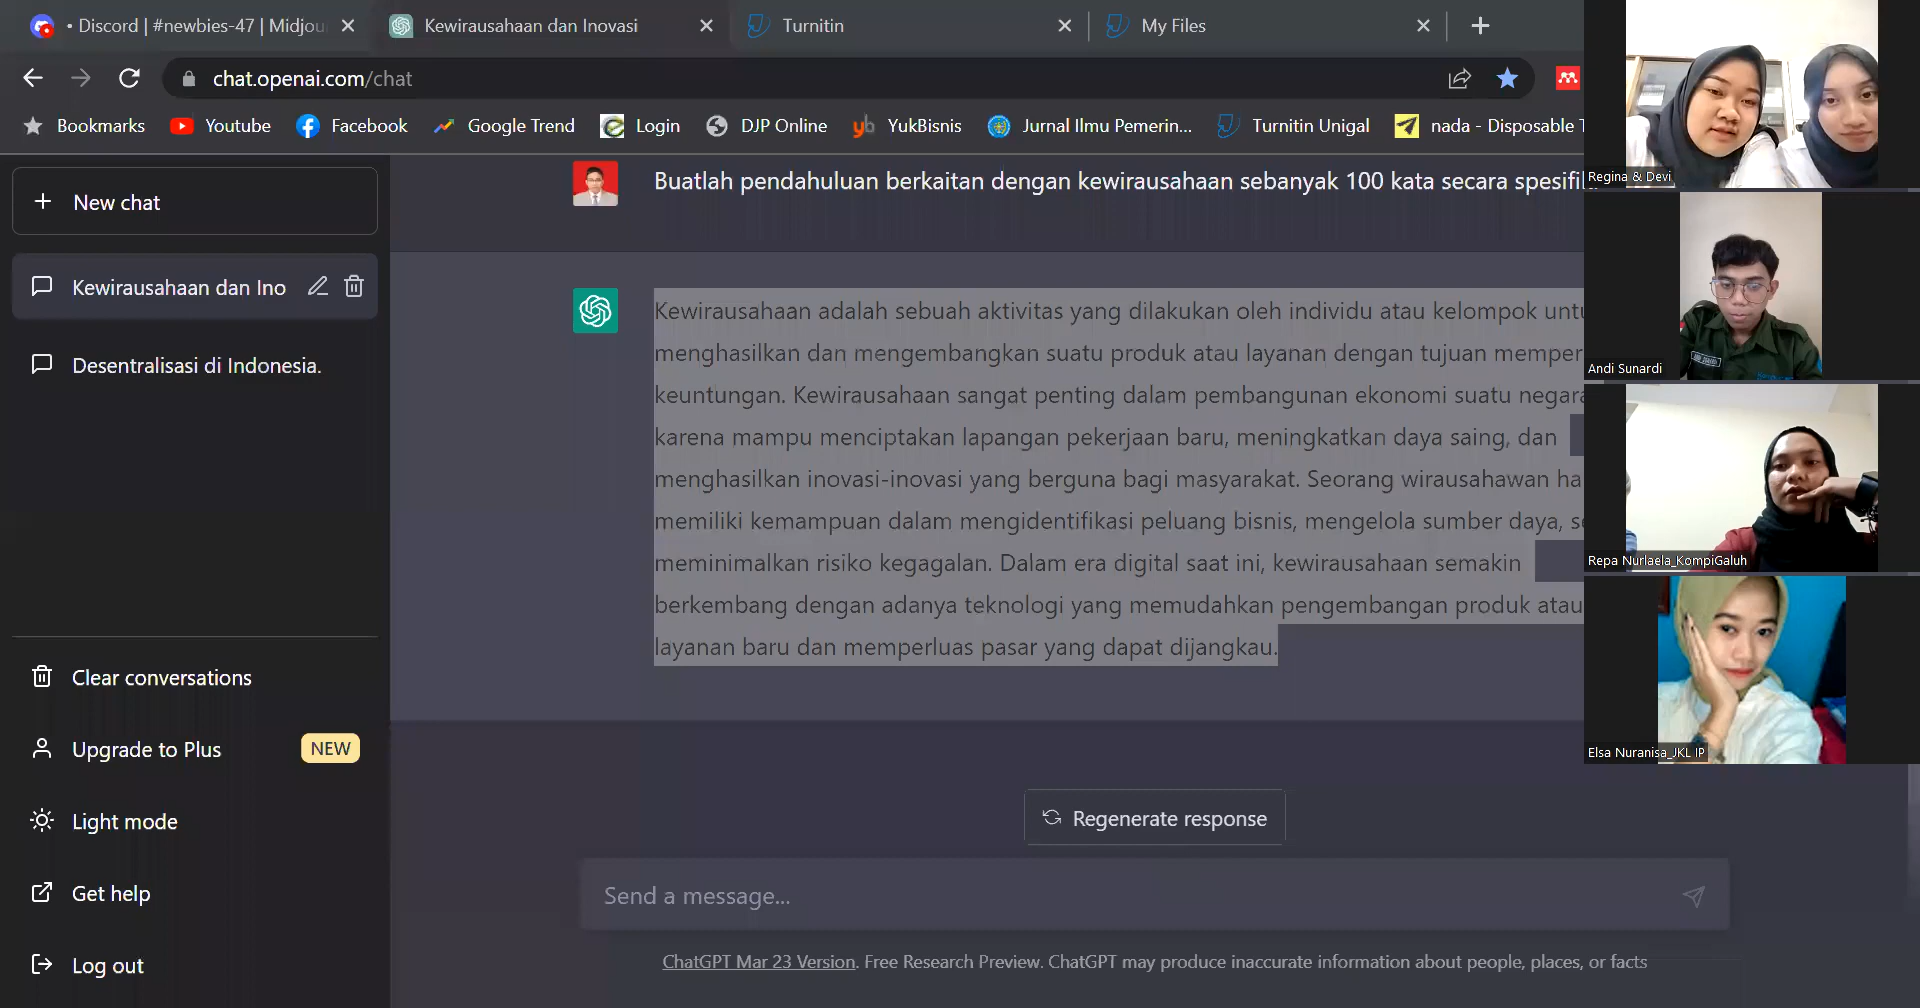 • Discord | #newbies-47 | Midjou
Kewirausahaan dan Inovasi
Turnitin
My Files
chat.openai.com/chat
Bookmarks
Youtube
Facebook
Google Trend
Login
DJP Online
YukBisnis
Jurnal Ilmu Pemerin...
Turnitin Unigal
nada - Disposable T
New chat
Kewirausahaan dan Ino
Desentralisasi di Indonesia.
Clear conversations
Upgrade to Plus
NEW
Light mode
Get help
Log out
Buatlah pendahuluan berkaitan dengan kewirausahaan sebanyak 100 kata secara spesifi
Kewirausahaan adalah sebuah aktivitas yang dilakukan oleh individu atau kelompok untu
menghasilkan dan mengembangkan suatu produk atau layanan dengan tujuan memper
keuntungan. Kewirausahaan sangat penting dalam pembangunan ekonomi suatu negara
karena mampu menciptakan lapangan pekerjaan baru, meningkatkan daya saing, dan
menghasilkan inovasi-inovasi yang berguna bagi masyarakat. Seorang wirausahawan ha
memiliki kemampuan dalam mengidentifikasi peluang bisnis, mengelola sumber daya, se
meminimalkan risiko kegagalan. Dalam era digital saat ini, kewirausahaan semakin
berkembang dengan adanya teknologi yang memudahkan pengembangan produk atau
layanan baru dan memperluas pasar yang dapat dijangkau.
Regenerate response
Send a message...
ChatGPT Mar 23 Version. Free Research Preview. ChatGPT may produce inaccurate information about people, places, or facts
Regina & Devi
Andi Sunardi
Repa Nurlaela_KompiGaluh
Elsa Nuranisa_JKL IP